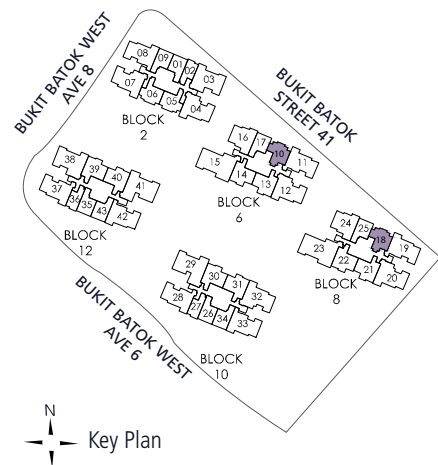 BUKIT BATOK WEST
AVE 8
BUKIT BATOK
STREET 41
08 09 01 02 03
07 06 05 04
BLOCK
2
16 17 10 11
15 14 13 12
BLOCK
6
38 39 40 41
37 36 35 43 42
BLOCK
12
24 25 18 19
23 22 21 20
BLOCK
8
29 30 31 32
28 27 26 34 33
BLOCK
10
BUKIT BATOK WEST
AVE 6
N
Key Plan